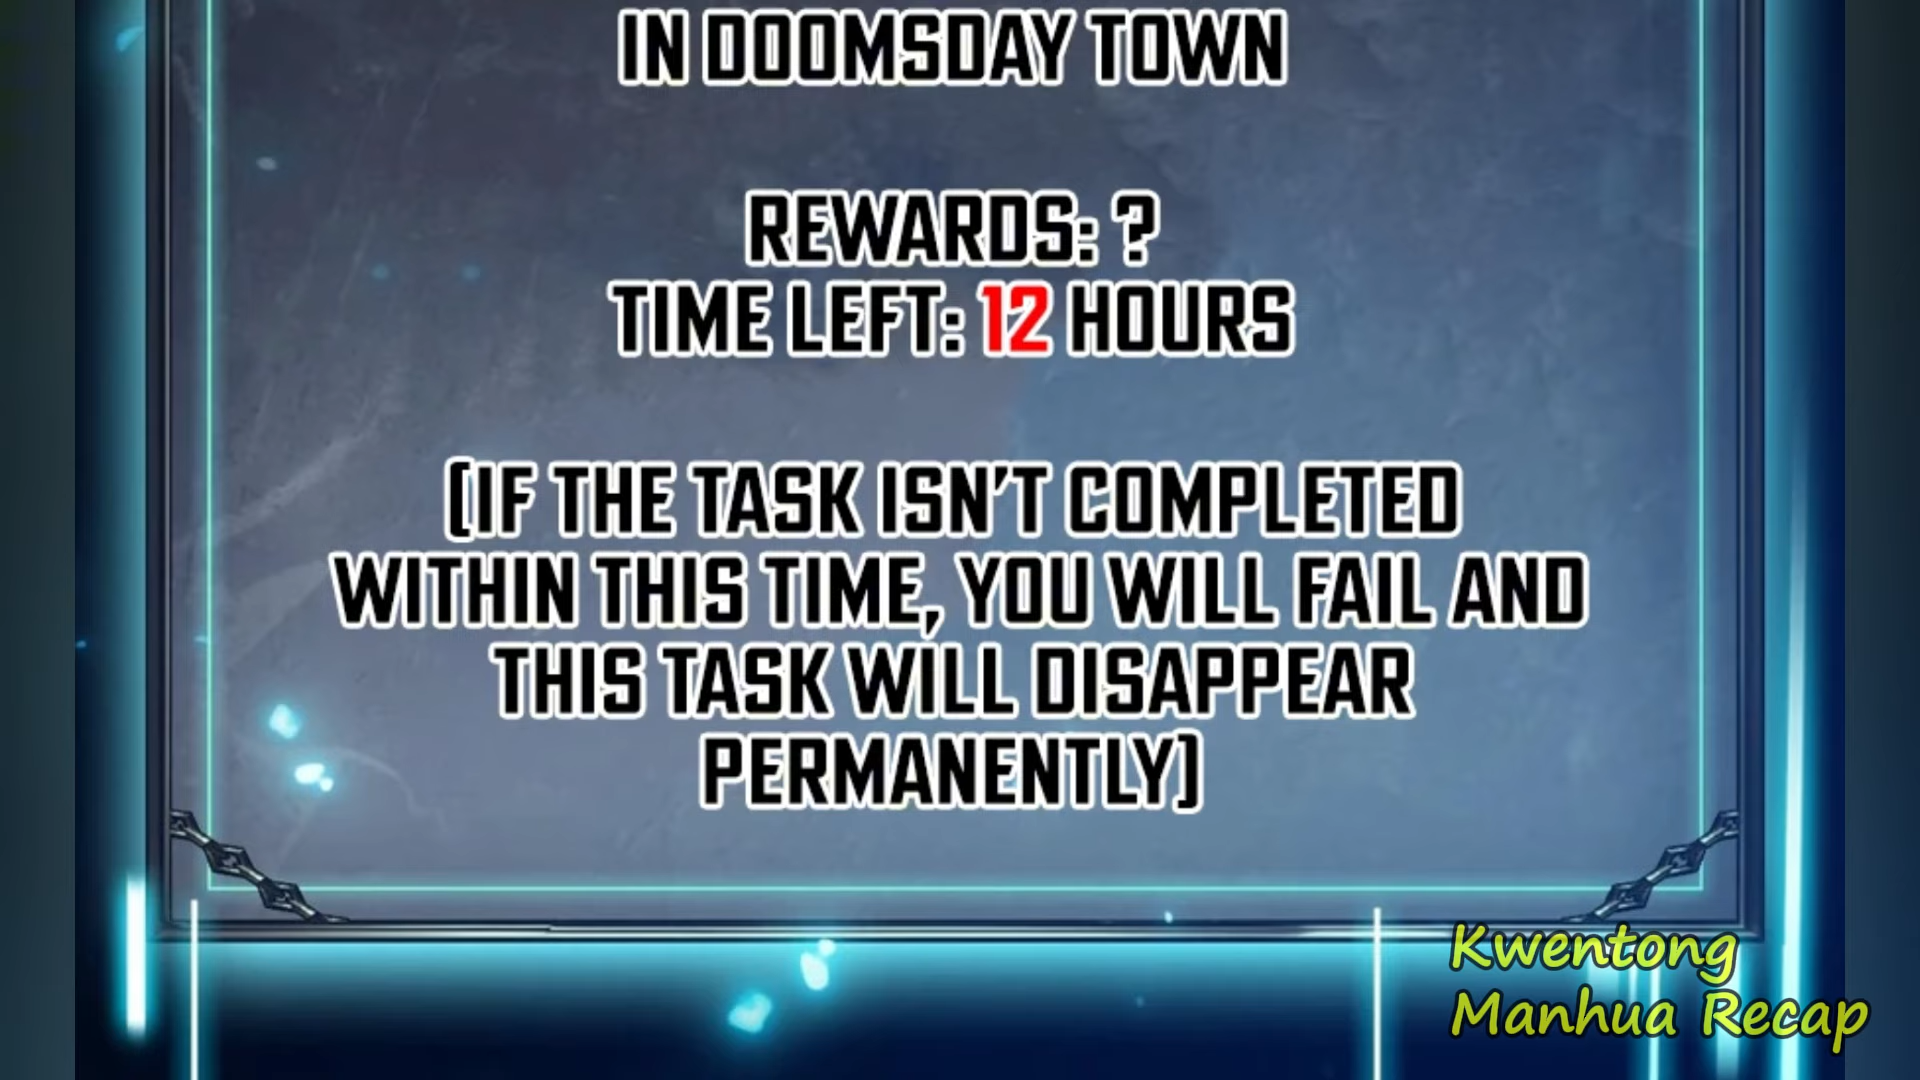 IN DOOMSDAY TOWN
REWARDS: ?
TIME LEFT: 12 HOURS
[IF THE TASK ISN'T COMPLETED
WITHIN THIS TIME, YOU WILL FAIL AND
THIS TASK WILL DISAPPEAR
PERMANENTLY]
Kwentong
Manhua Recap